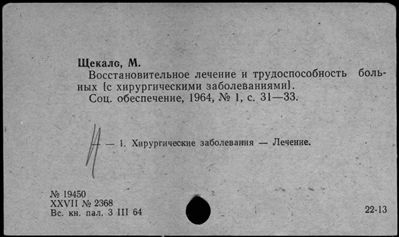 Щекало, М.
Восстановительное лечение и трудоспособность боль-
ных (с хирургическими заболеваниями).
Соц. обеспечение, 1964, № 1, с. 31—33.
— 1. Хирургические заболевания — Лечение.
№ 19450
XXVII № 2368
Вс. кн. пал. 3 III 64
22-13